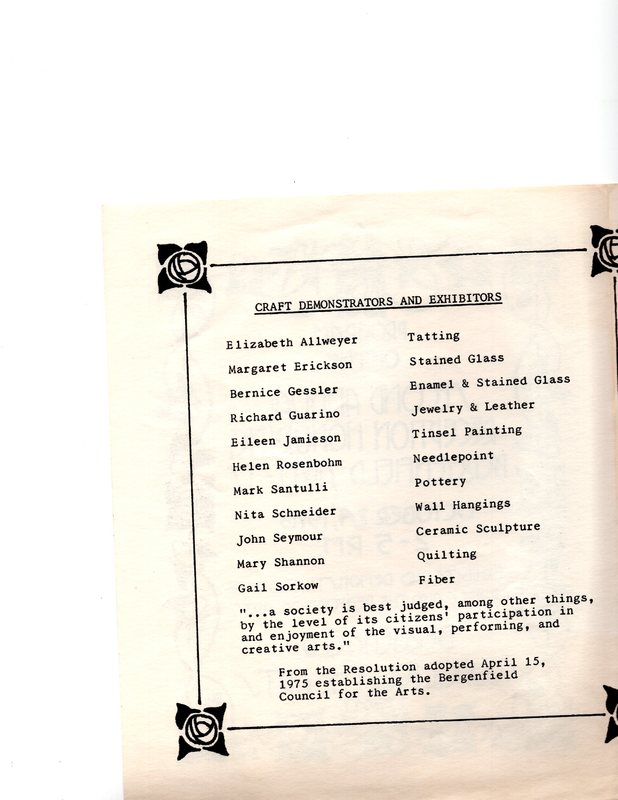 CRAFT DEMONSTRATORS AND EXHIBITORS
Elizabeth Allweyer Tatting
Margaret Erickson Stained Glass
Bernice Gessler Enamel & Stained Glass
Richard Guarino Jewelry & Leather
Eileen Jamieson Tinsel Painting
Helen Rosenbohm Needlepoint
Mark Santulli Pottery
Nita Schneider Wall Hangings
John Seymour Ceramic Sculpture
Mary Shannon Quilting
Gail Sorkow Fiber
"...a society is best judged, among other things,
by the level of its citizens' participation in
and enjoyment of the visual, performing, and
creative arts."
From the Resolution adopted April 15,
1975 establishing the Bergenfield
Council for the Arts.